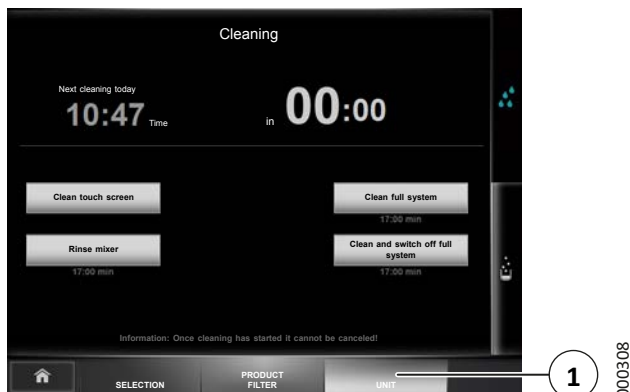 Cleaning
Next cleaning today
10:47 Time
in 00:00
Clean touch screen
Clean full system
17:00 min
Rinse mixer
Clean and switch off full
system
17:00 min
17:00 min
Information: Once cleaning has started it cannot be canceled!
SELECTION
PRODUCT
FILTER
UNIT
1
000308